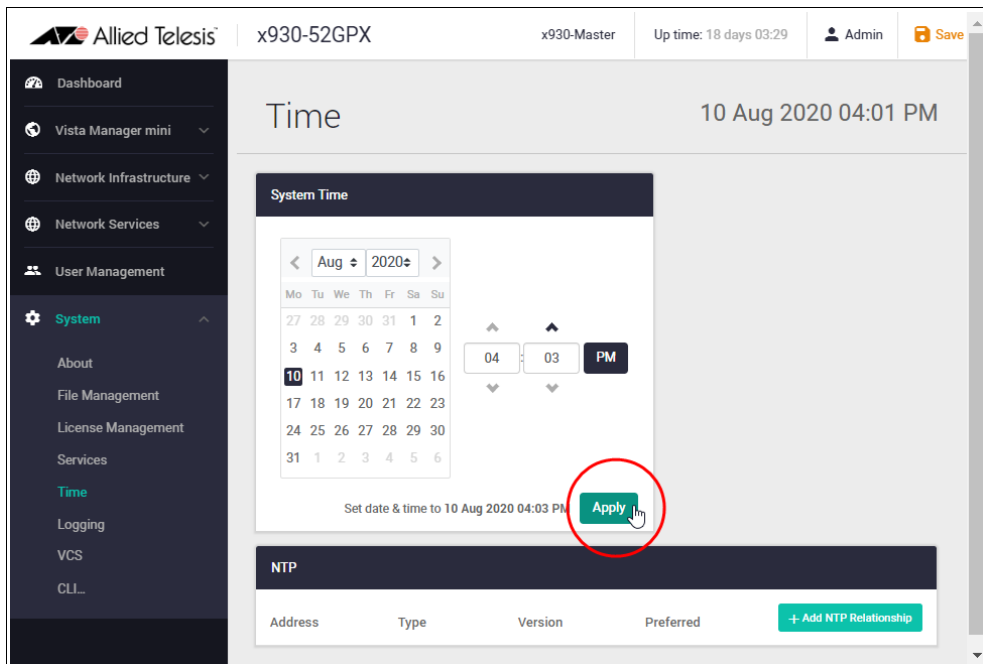 Allied Telesis
x930-52GPX
x930-Master
Up time: 18 days 03:29
Admin
Save
Dashboard
Vista Manager mini
Network Infrastructure
Network Services
User Management
System
About
File Management
License Management
Services
Time
Logging
VCS
CLI...
Time
10 Aug 2020 04:01 PM
System Time
Aug 2020
Mo Tu We Th Fr Sa Su
27 28 29 30 31 1 2
3 4 5 6 7 8 9
10 11 12 13 14 15 16
17 18 19 20 21 22 23
24 25 26 27 28 29 30
31 1 2 3 4 5 6
04 : 03 PM
Set date & time to 10 Aug 2020 04:03 PM
Apply
NTP
Address Type Version Preferred
+ Add NTP Relationship